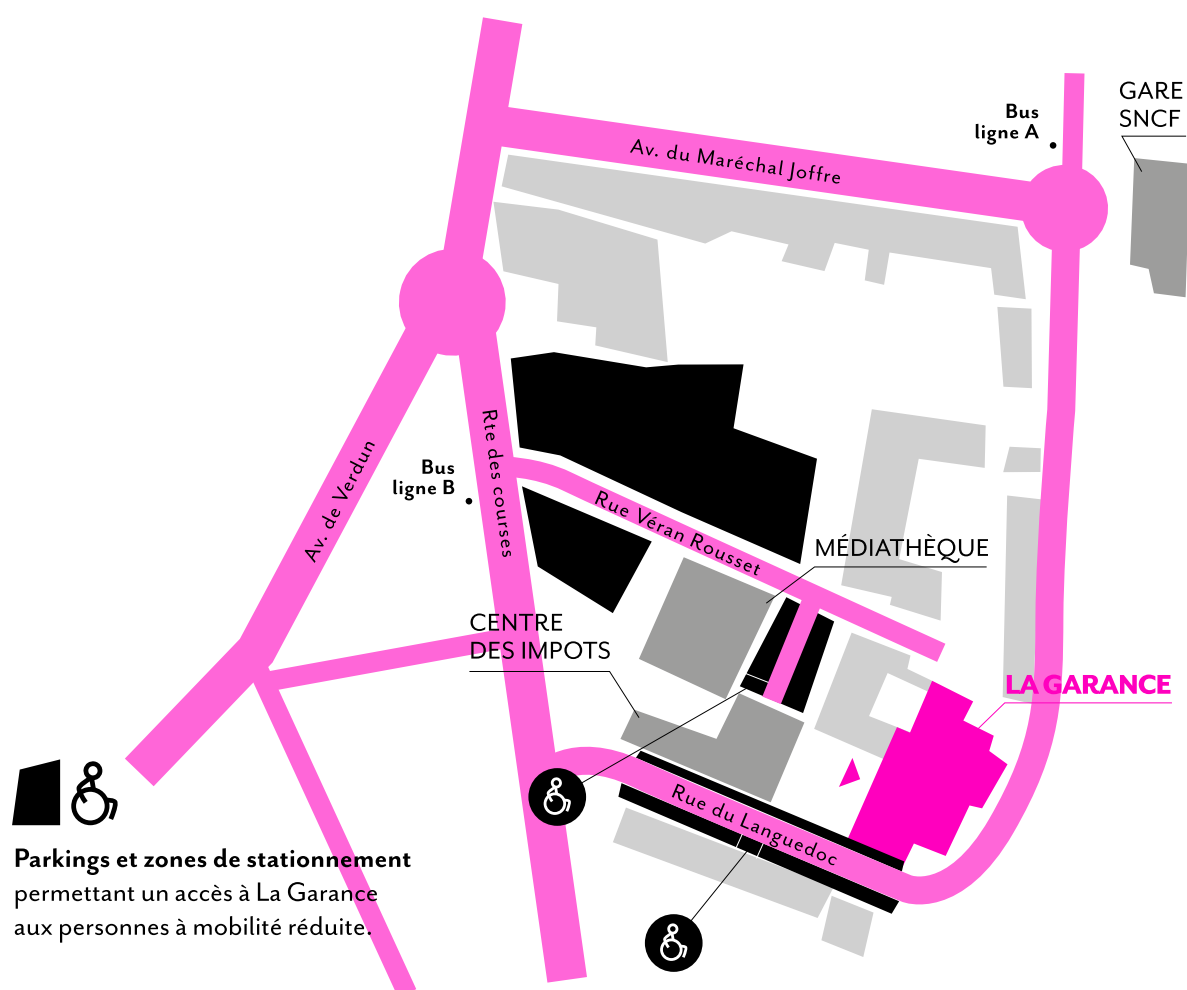 GARE
SNCF
Bus
ligne A
Av. du Maréchal Joffre
Rte des courses
Av. de Verdun
Bus
ligne B
Rue Véran Rousset
MÉDIATHÈQUE
CENTRE
DES IMPOTS
LA GARANCE
Rue du Languedoc
Parkings et zones de stationnement
permettant un accès à La Garance
aux personnes à mobilité réduite.